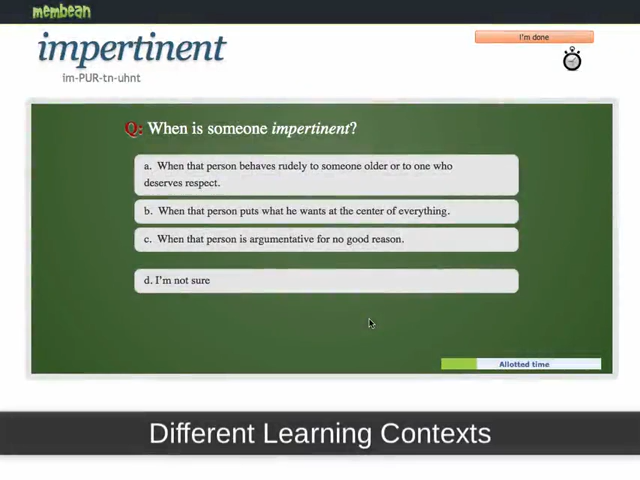 membean
impertinent
I'm done
im-PUR-tn-uhnt
Q: When is someone impertinent?
a. When that person behaves rudely to someone older or to one who
deserves respect.
b. When that person puts what he wants at the center of everything.
c. When that person is argumentative for no good reason.
d. I'm not sure
Allotted time
Different Learning Contexts